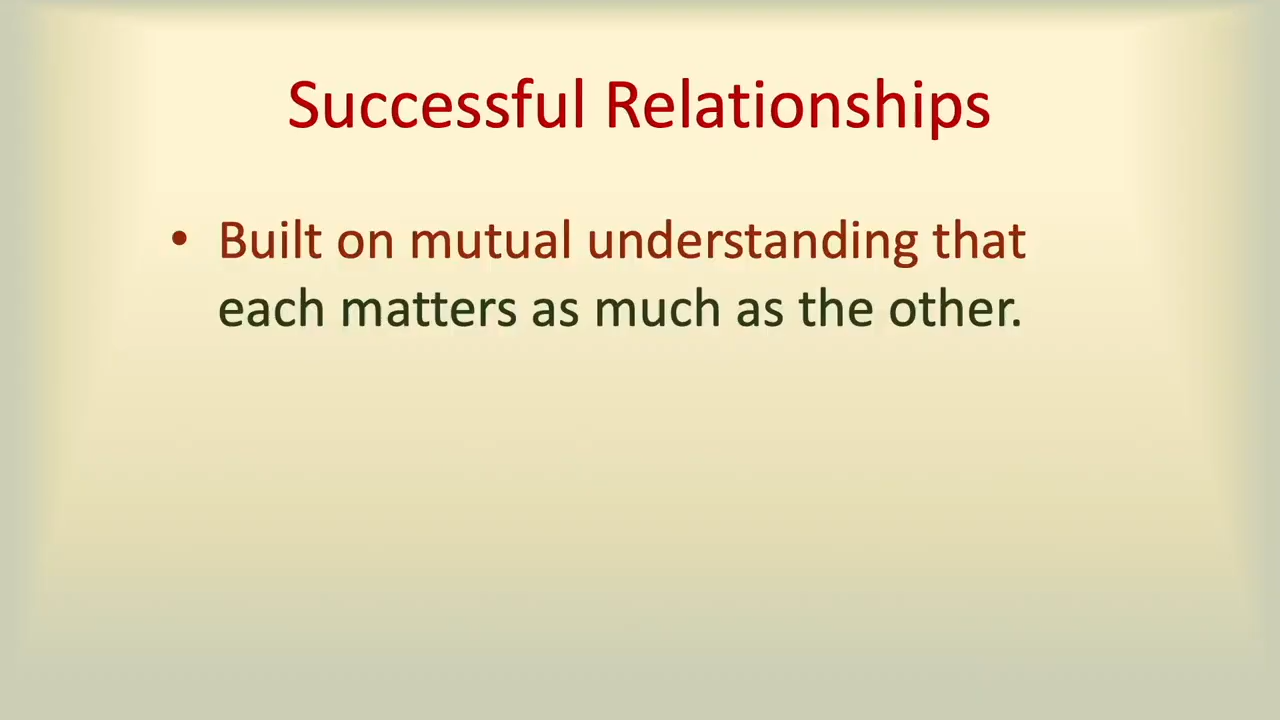 Successful Relationships
• Built on mutual understanding that
each matters as much as the other.